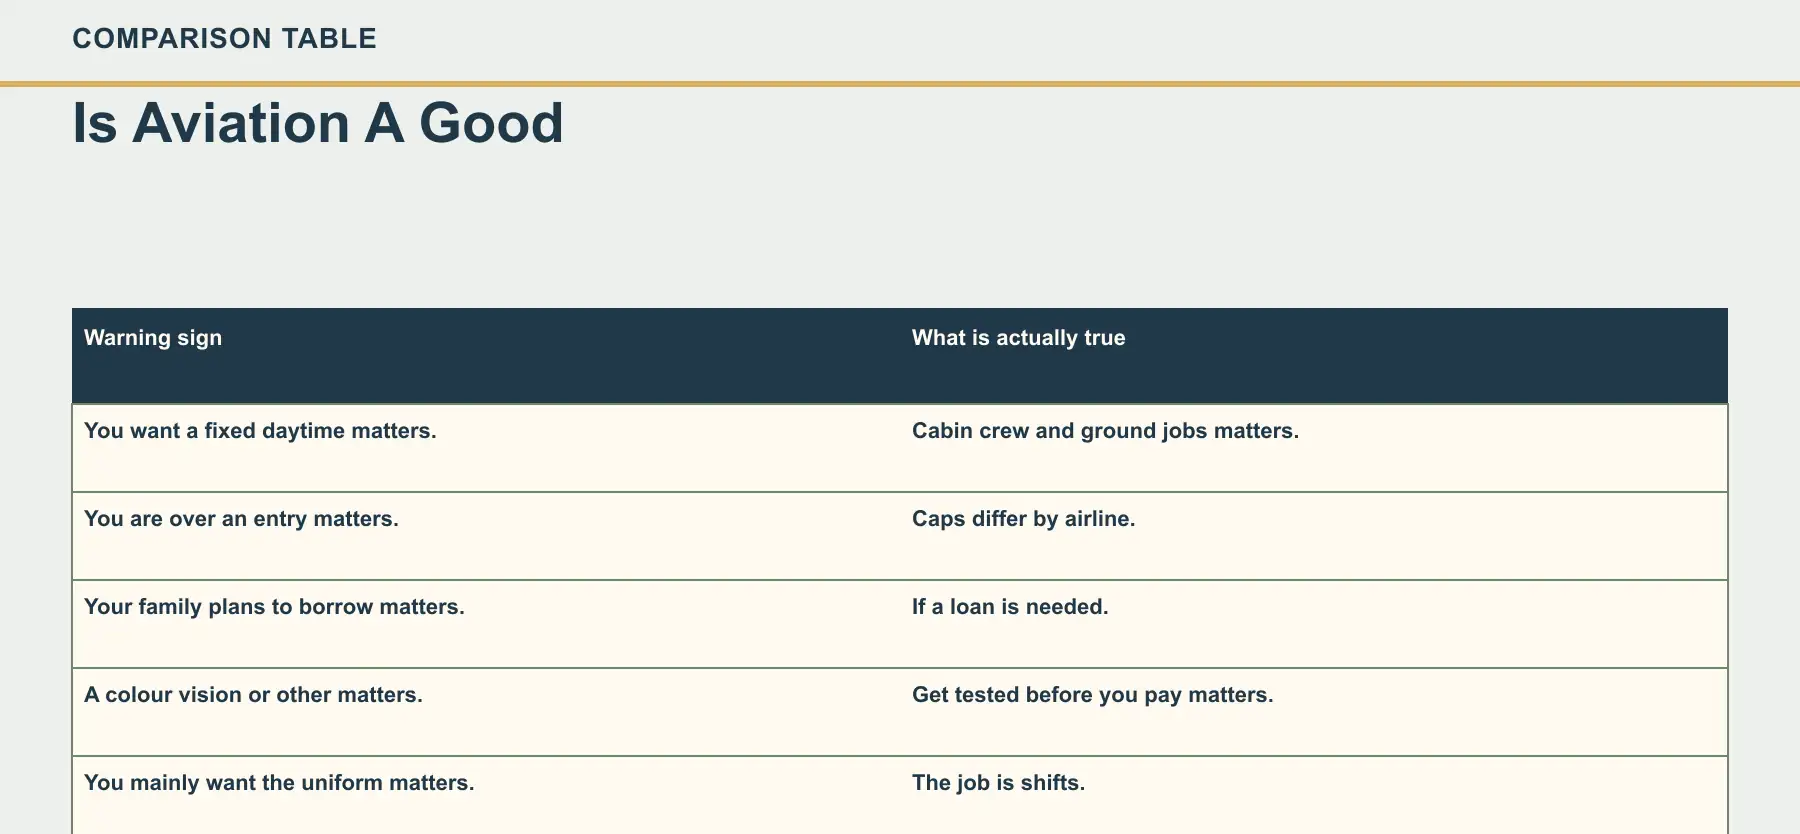 COMPARISON TABLE
Is Aviation A Good
Warning sign What is actually true
You want a fixed daytime matters. Cabin crew and ground jobs matters.
You are over an entry matters. Caps differ by airline.
Your family plans to borrow matters. If a loan is needed.
A colour vision or other matters. Get tested before you pay matters.
You mainly want the uniform matters. The job is shifts.